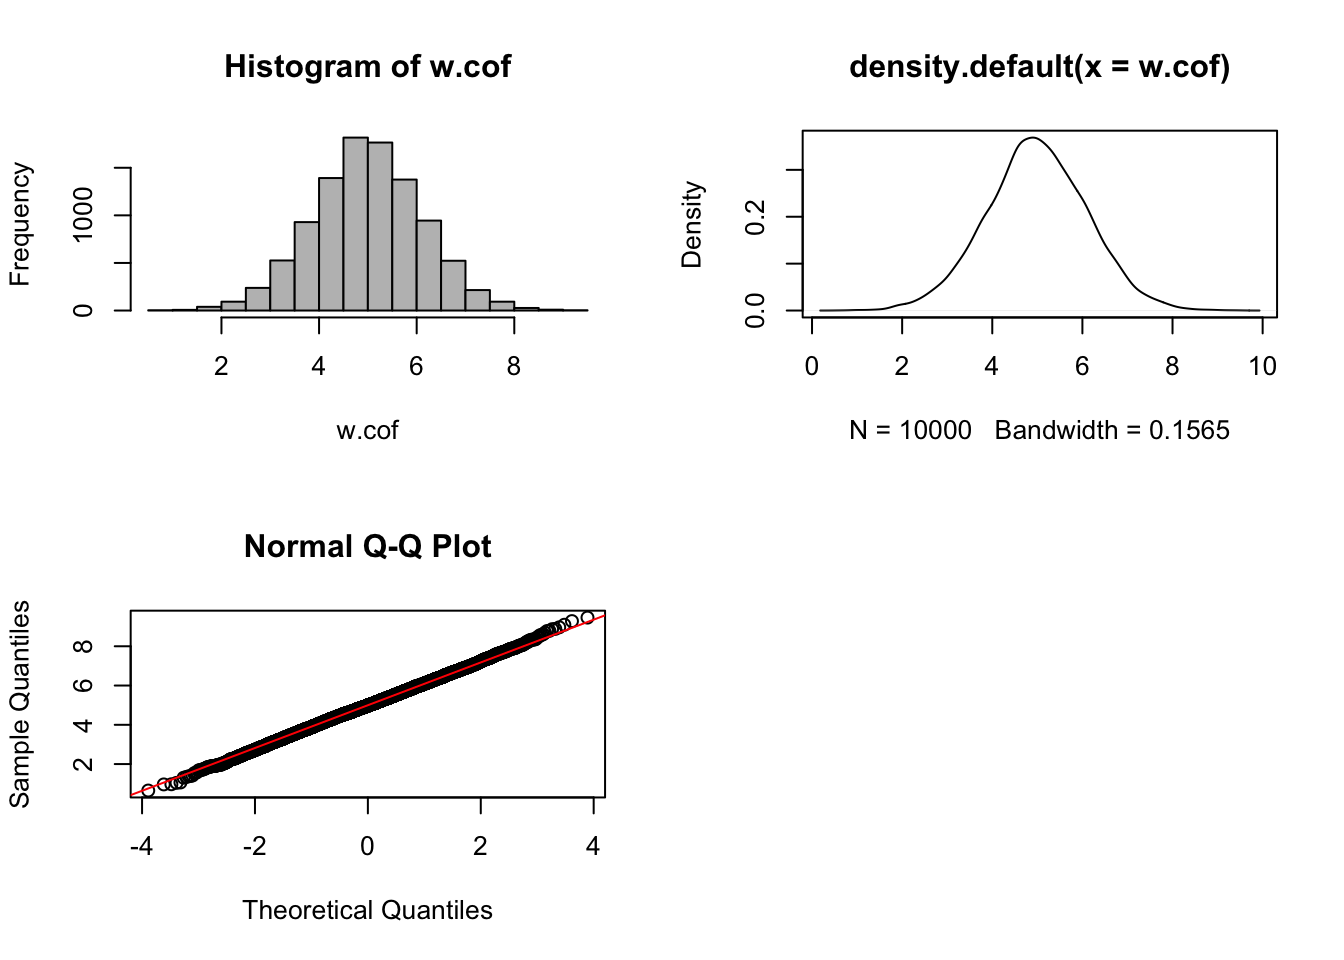 Histogram of w.cof
Frequency
0 1000
2 4 6 8
w.cof
density.default(x = w.cof)
Density
0.0 0.2
0 2 4 6 8 10
N = 10000 Bandwidth = 0.1565
Normal Q-Q Plot
Sample Quantiles
2 4 6 8
-4 -2 0 2 4
Theoretical Quantiles